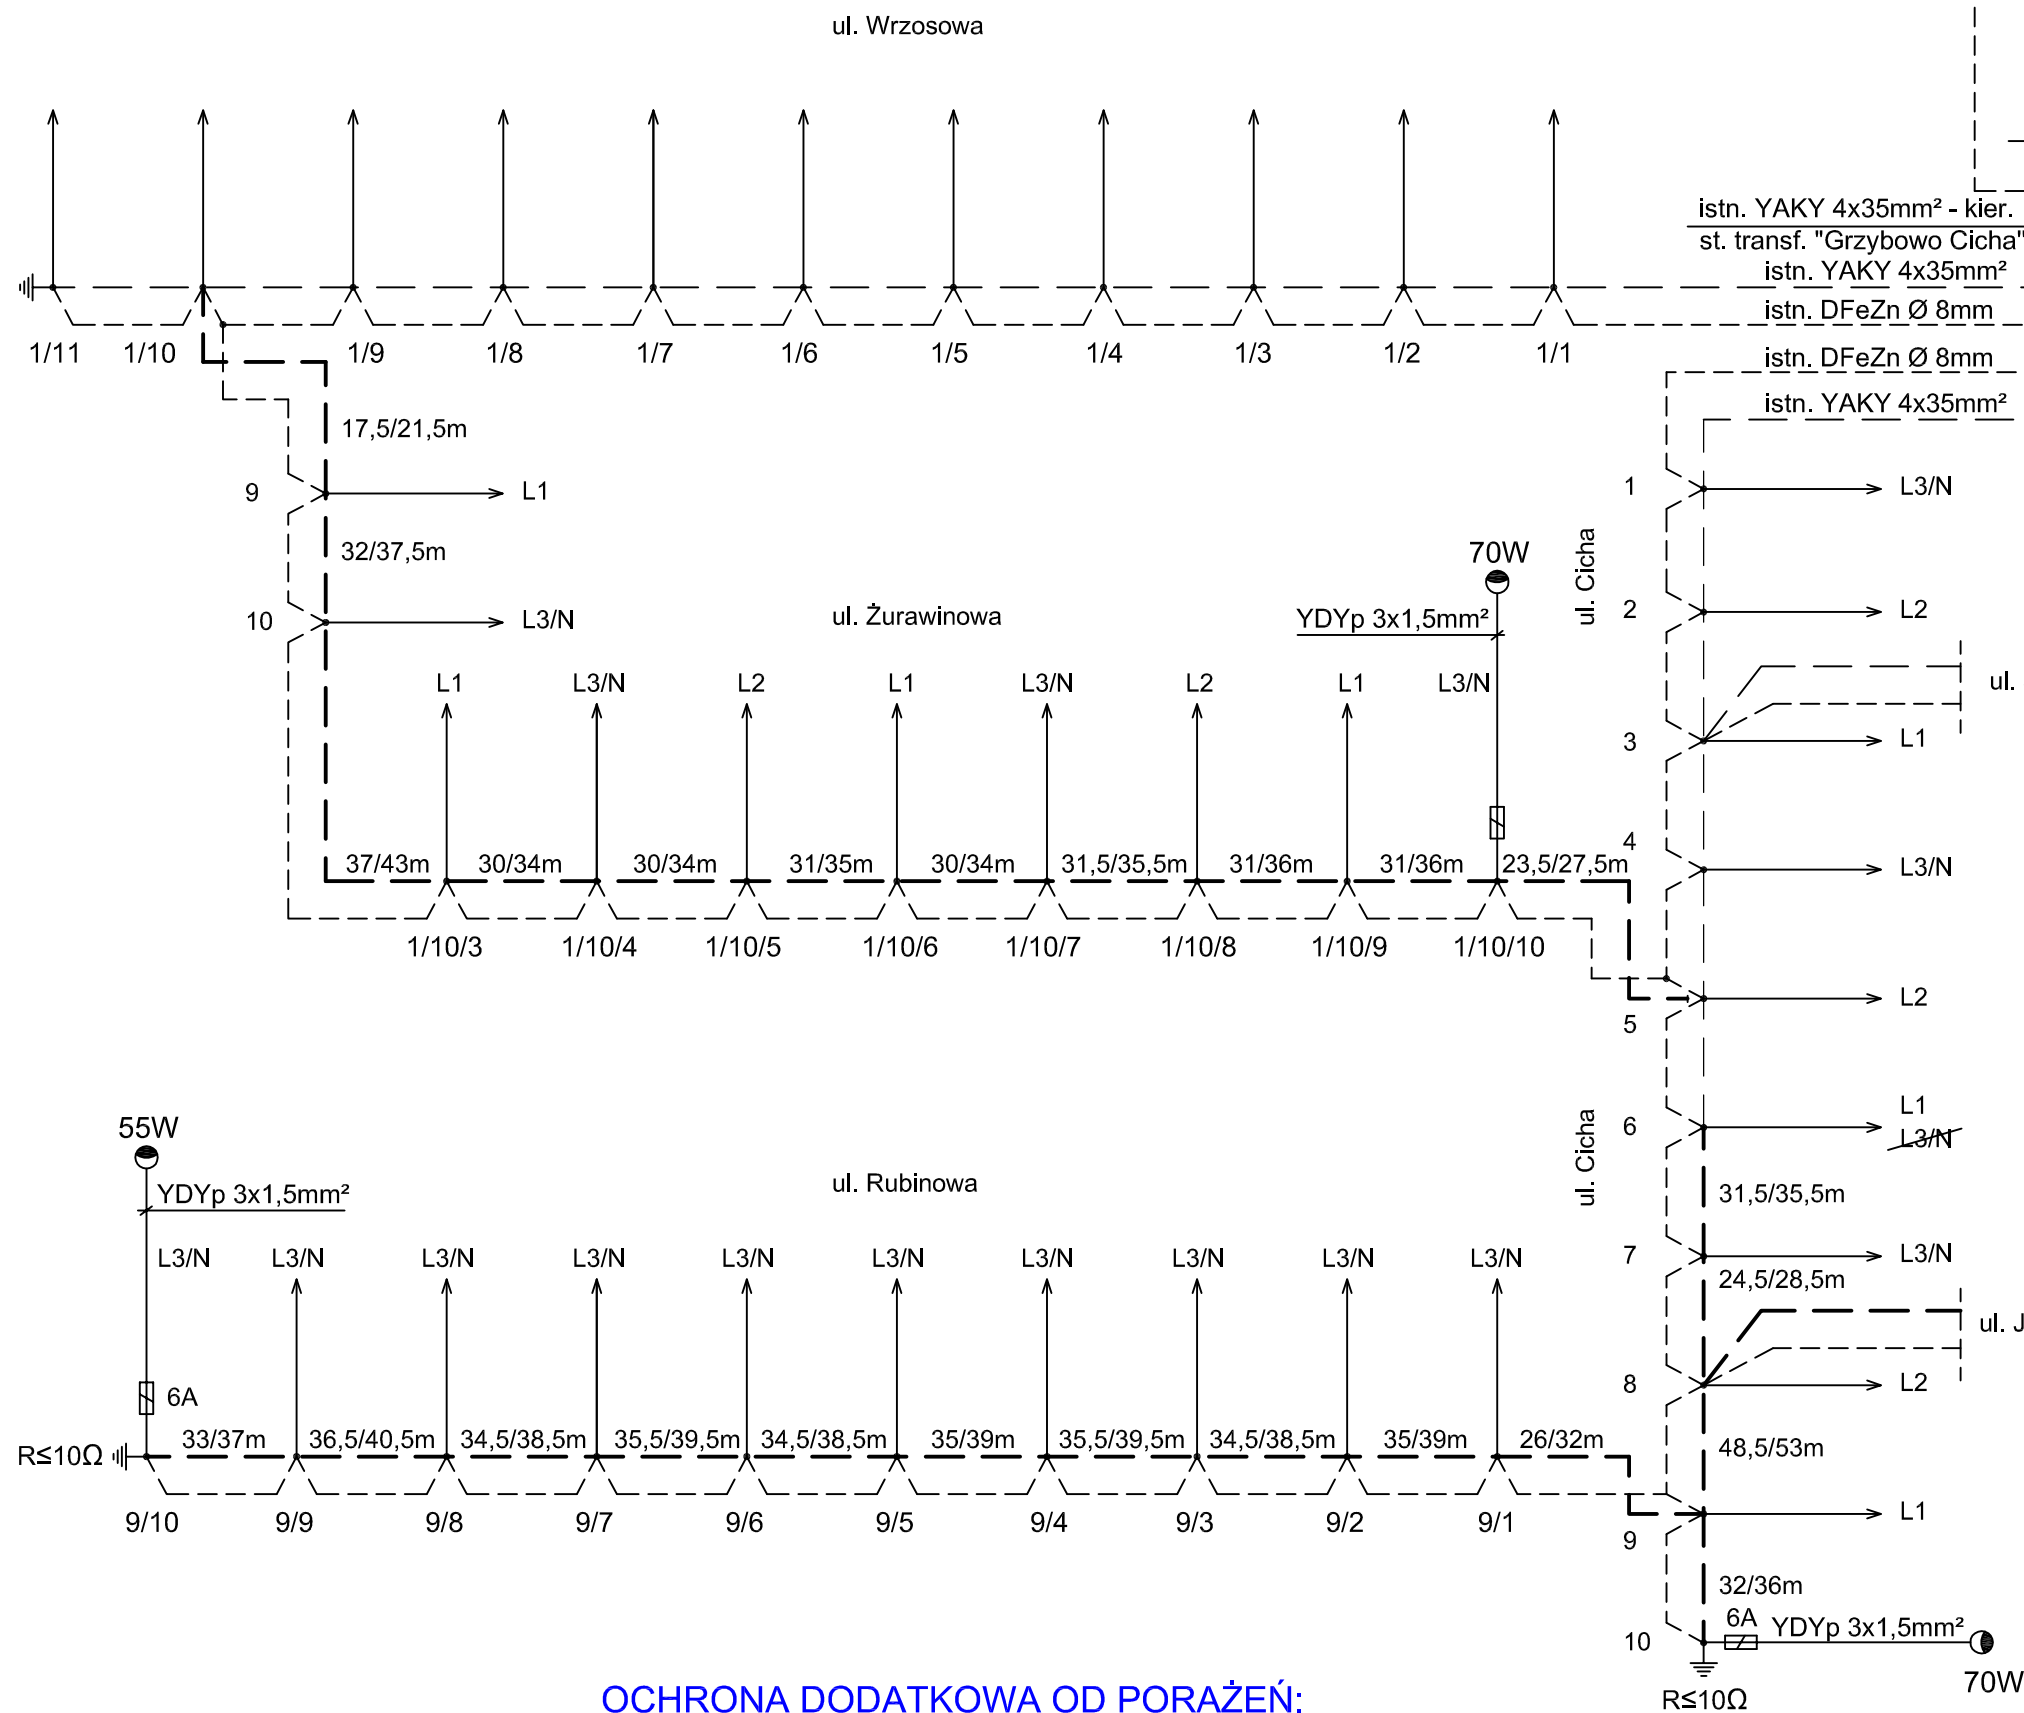 ul. Wrzosowa
istn. YAKY 4x35mm² - kier.
st. transf. "Grzybowo Cicha"
istn. YAKY 4x35mm²
istn. DFeZn Ø 8mm
1/11 1/10 1/9 1/8 1/7 1/6 1/5 1/4 1/3 1/2 1/1
istn. DFeZn Ø 8mm
istn. YAKY 4x35mm²
17,5/21,5m
9 L1
1 L3/N
32/37,5m
ul. Cicha
70W
10 L3/N
ul. Żurawinowa
YDYp 3x1,5mm²
2 L2
L1 L3/N L2 L1 L3/N L2 L1 L3/N
ul.
3 L1
4 L3/N
37/43m 30/34m 30/34m 31/35m 30/34m 31,5/35,5m 31/36m 31/36m 23,5/27,5m
1/10/3 1/10/4 1/10/5 1/10/6 1/10/7 1/10/8 1/10/9 1/10/10
5 L2
ul. Cicha
6 L1
L3/N
55W
YDYp 3x1,5mm²
ul. Rubinowa
31,5/35,5m
L3/N L3/N L3/N L3/N L3/N L3/N L3/N L3/N L3/N L3/N
7 L3/N
24,5/28,5m
ul. J
8 L2
6A
R≤10Ω 33/37m 36,5/40,5m 34,5/38,5m 35,5/39,5m 34,5/38,5m 35/39m 35,5/39,5m 34,5/38,5m 35/39m 26/32m
48,5/53m
9/10 9/9 9/8 9/7 9/6 9/5 9/4 9/3 9/2 9/1
9 L1
32/36m
10 6A YDYp 3x1,5mm²
70W
R≤10Ω
OCHRONA DODATKOWA OD PORAŻEŃ: